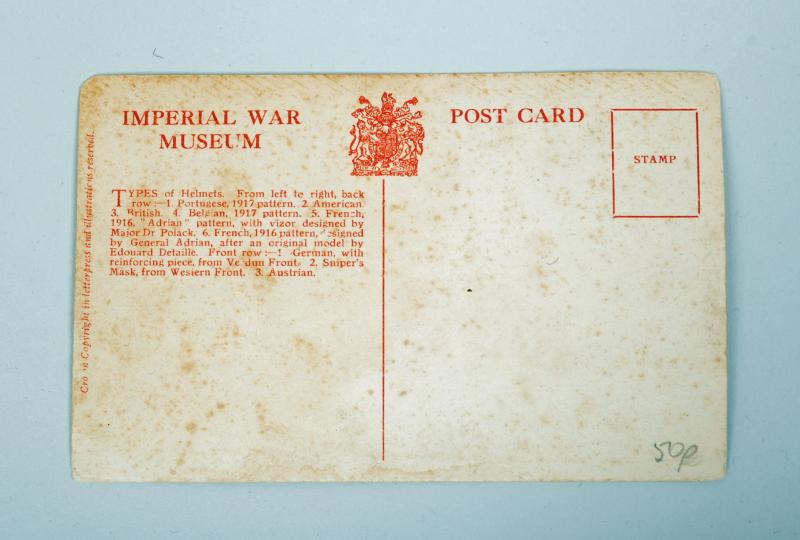 IMPERIAL WAR
MUSEUM
POST CARD
STAMP
TYPES of Helmets. From left to right, back
row :—1. Portugese, 1917 pattern. 2. American.
3. British. 4. Belgian, 1917 pattern. 5. French,
1916, "Adrian" pattern, with vizor designed by
Major Dr Polack. 6. French, 1916 pattern, designed
by General Adrian, after an original model by
Edouard Detaille. Front row :—1 German, with
reinforcing piece, from Verdun Front. 2. Sniper's
Mask, from Western Front. 3. Austrian.
Crown Copyright in letterpress and illustrations reserved.
50p